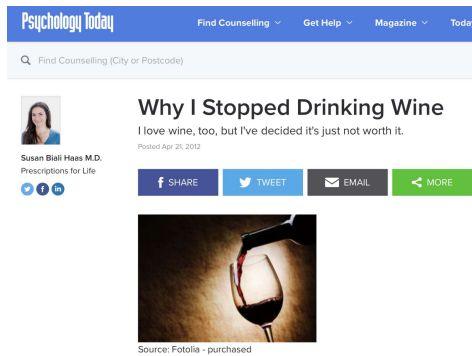 Psychology Today
Find Counselling
Get Help
Magazine
Today
Find Counselling (City or Postcode)
Why I Stopped Drinking Wine
I love wine, too, but I've decided it's just not worth it.
Posted Apr 21, 2012
Susan Biali Haas M.D.
Prescriptions for Life
SHARE
TWEET
EMAIL
MORE
Source: Fotolia - purchased